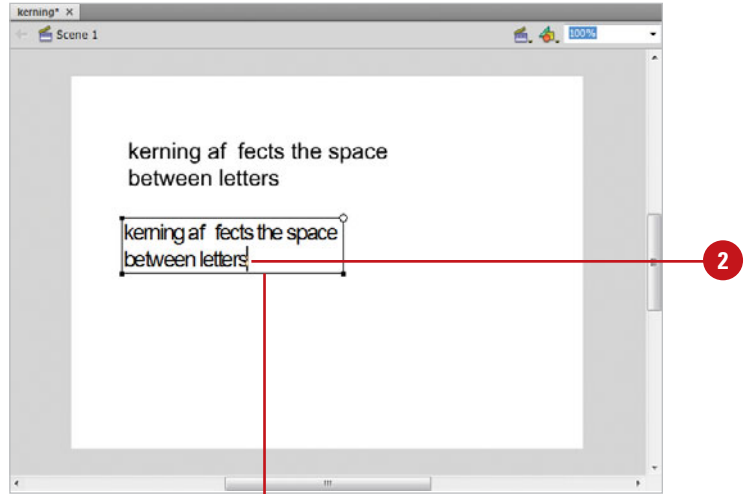 kerning* ×
Scene 1
100%
kerning af  fects the space
between letters
kerning af  fects the space
between letters
2